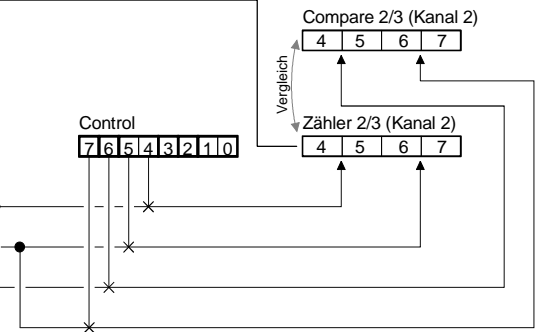 Compare 2/3 (Kanal 2)
4 5 6 7
Vergleich
Control
7 6 5 4 3 2 1 0
Zähler 2/3 (Kanal 2)
4 5 6 7